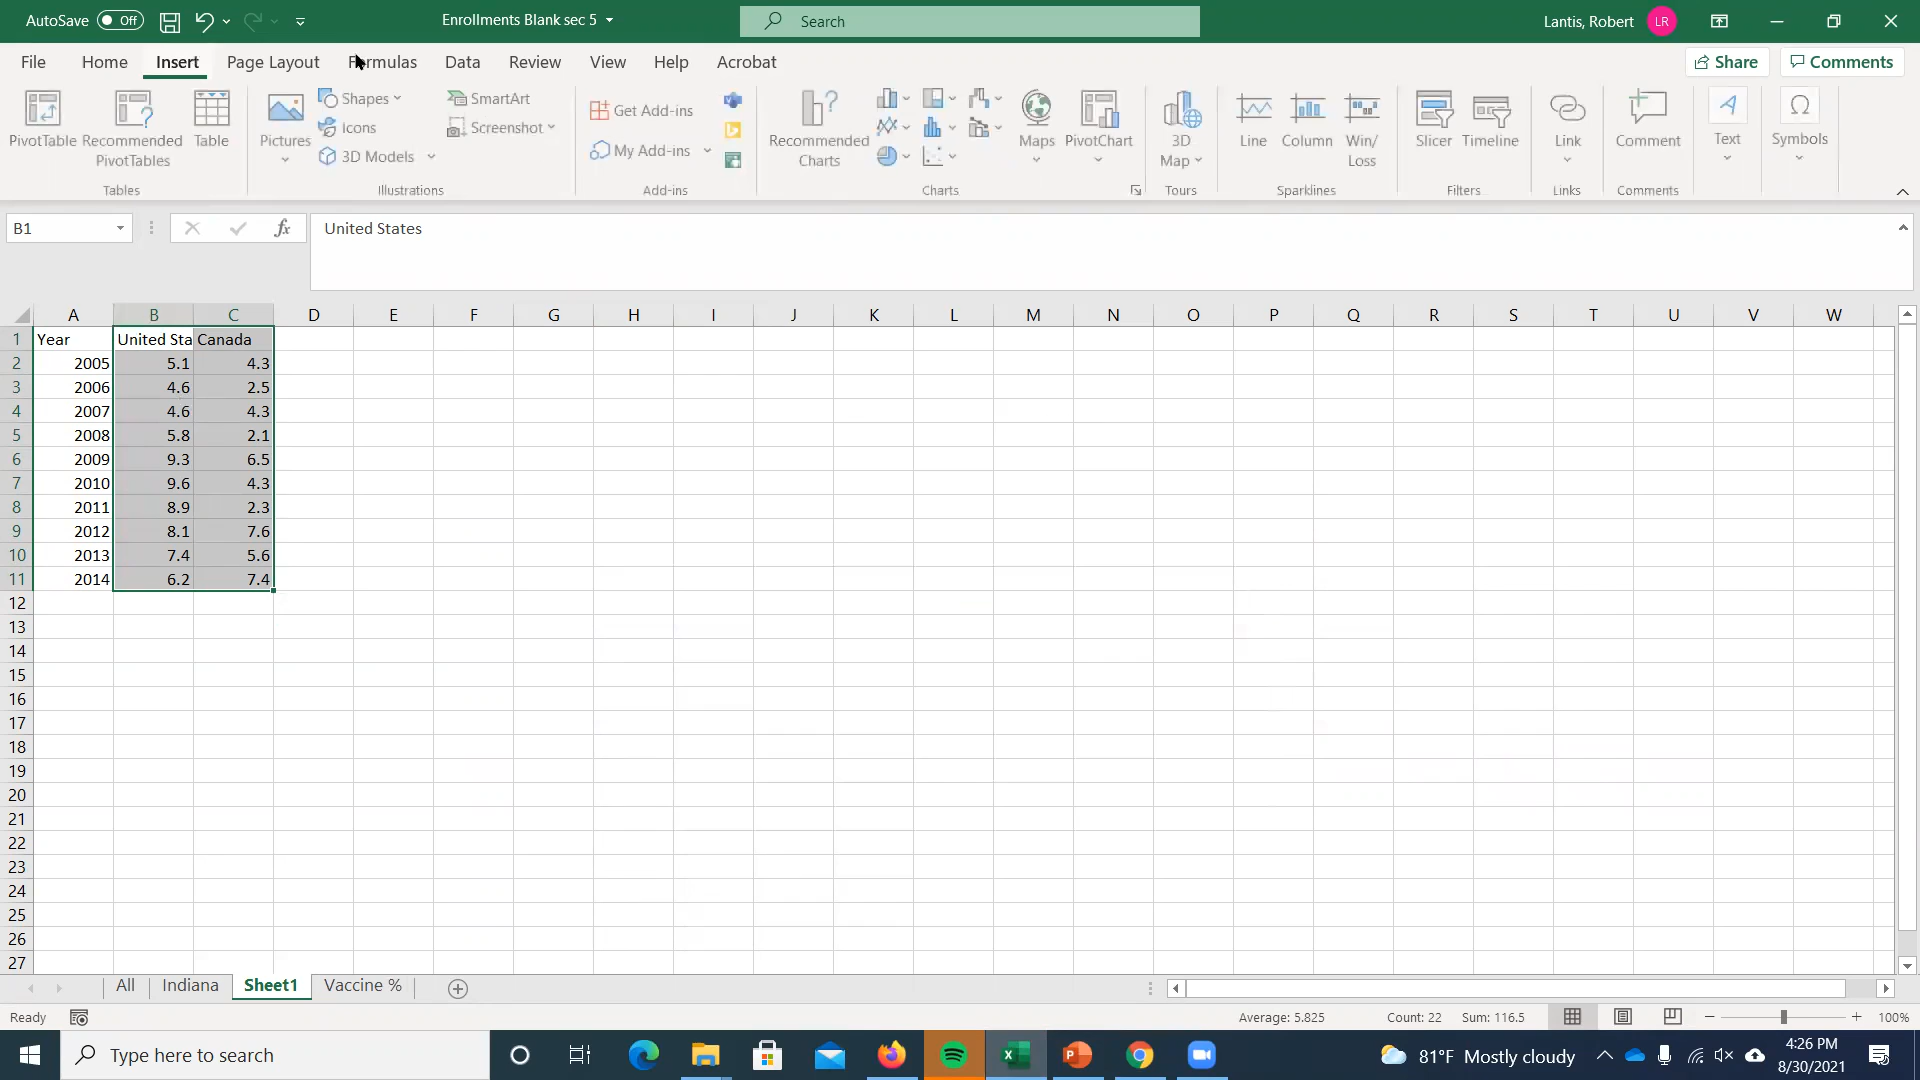 AutoSave Off Enrollments Blank sec 5 Search Lantis, Robert LR
File Home Insert Page Layout Formulas Data Review View Help Acrobat Share Comments
PivotTable Recommended PivotTables Table Pictures Shapes Icons 3D Models SmartArt Screenshot Get Add-ins My Add-ins Recommended Charts Maps PivotChart 3D Map Line Column Win/Loss Slicer Timeline Link Comment Text Symbols
Tables Illustrations Add-ins Charts Tours Sparklines Filters Links Comments
B1 fx United States
A B C D E F G H I J K L M N O P Q R S T U V W
1 Year United Sta Canada
2 2005 5.1 4.3
3 2006 4.6 2.5
4 2007 4.6 4.3
5 2008 5.8 2.1
6 2009 9.3 6.5
7 2010 9.6 4.3
8 2011 8.9 2.3
9 2012 8.1 7.6
10 2013 7.4 5.6
11 2014 6.2 7.4
12
13
14
15
16
17
18
19
20
21
22
23
24
25
26
27
All Indiana Sheet1 Vaccine %
Ready Average: 5.825 Count: 22 Sum: 116.5 100%
Type here to search 81°F Mostly cloudy 4:26 PM
8/30/2021